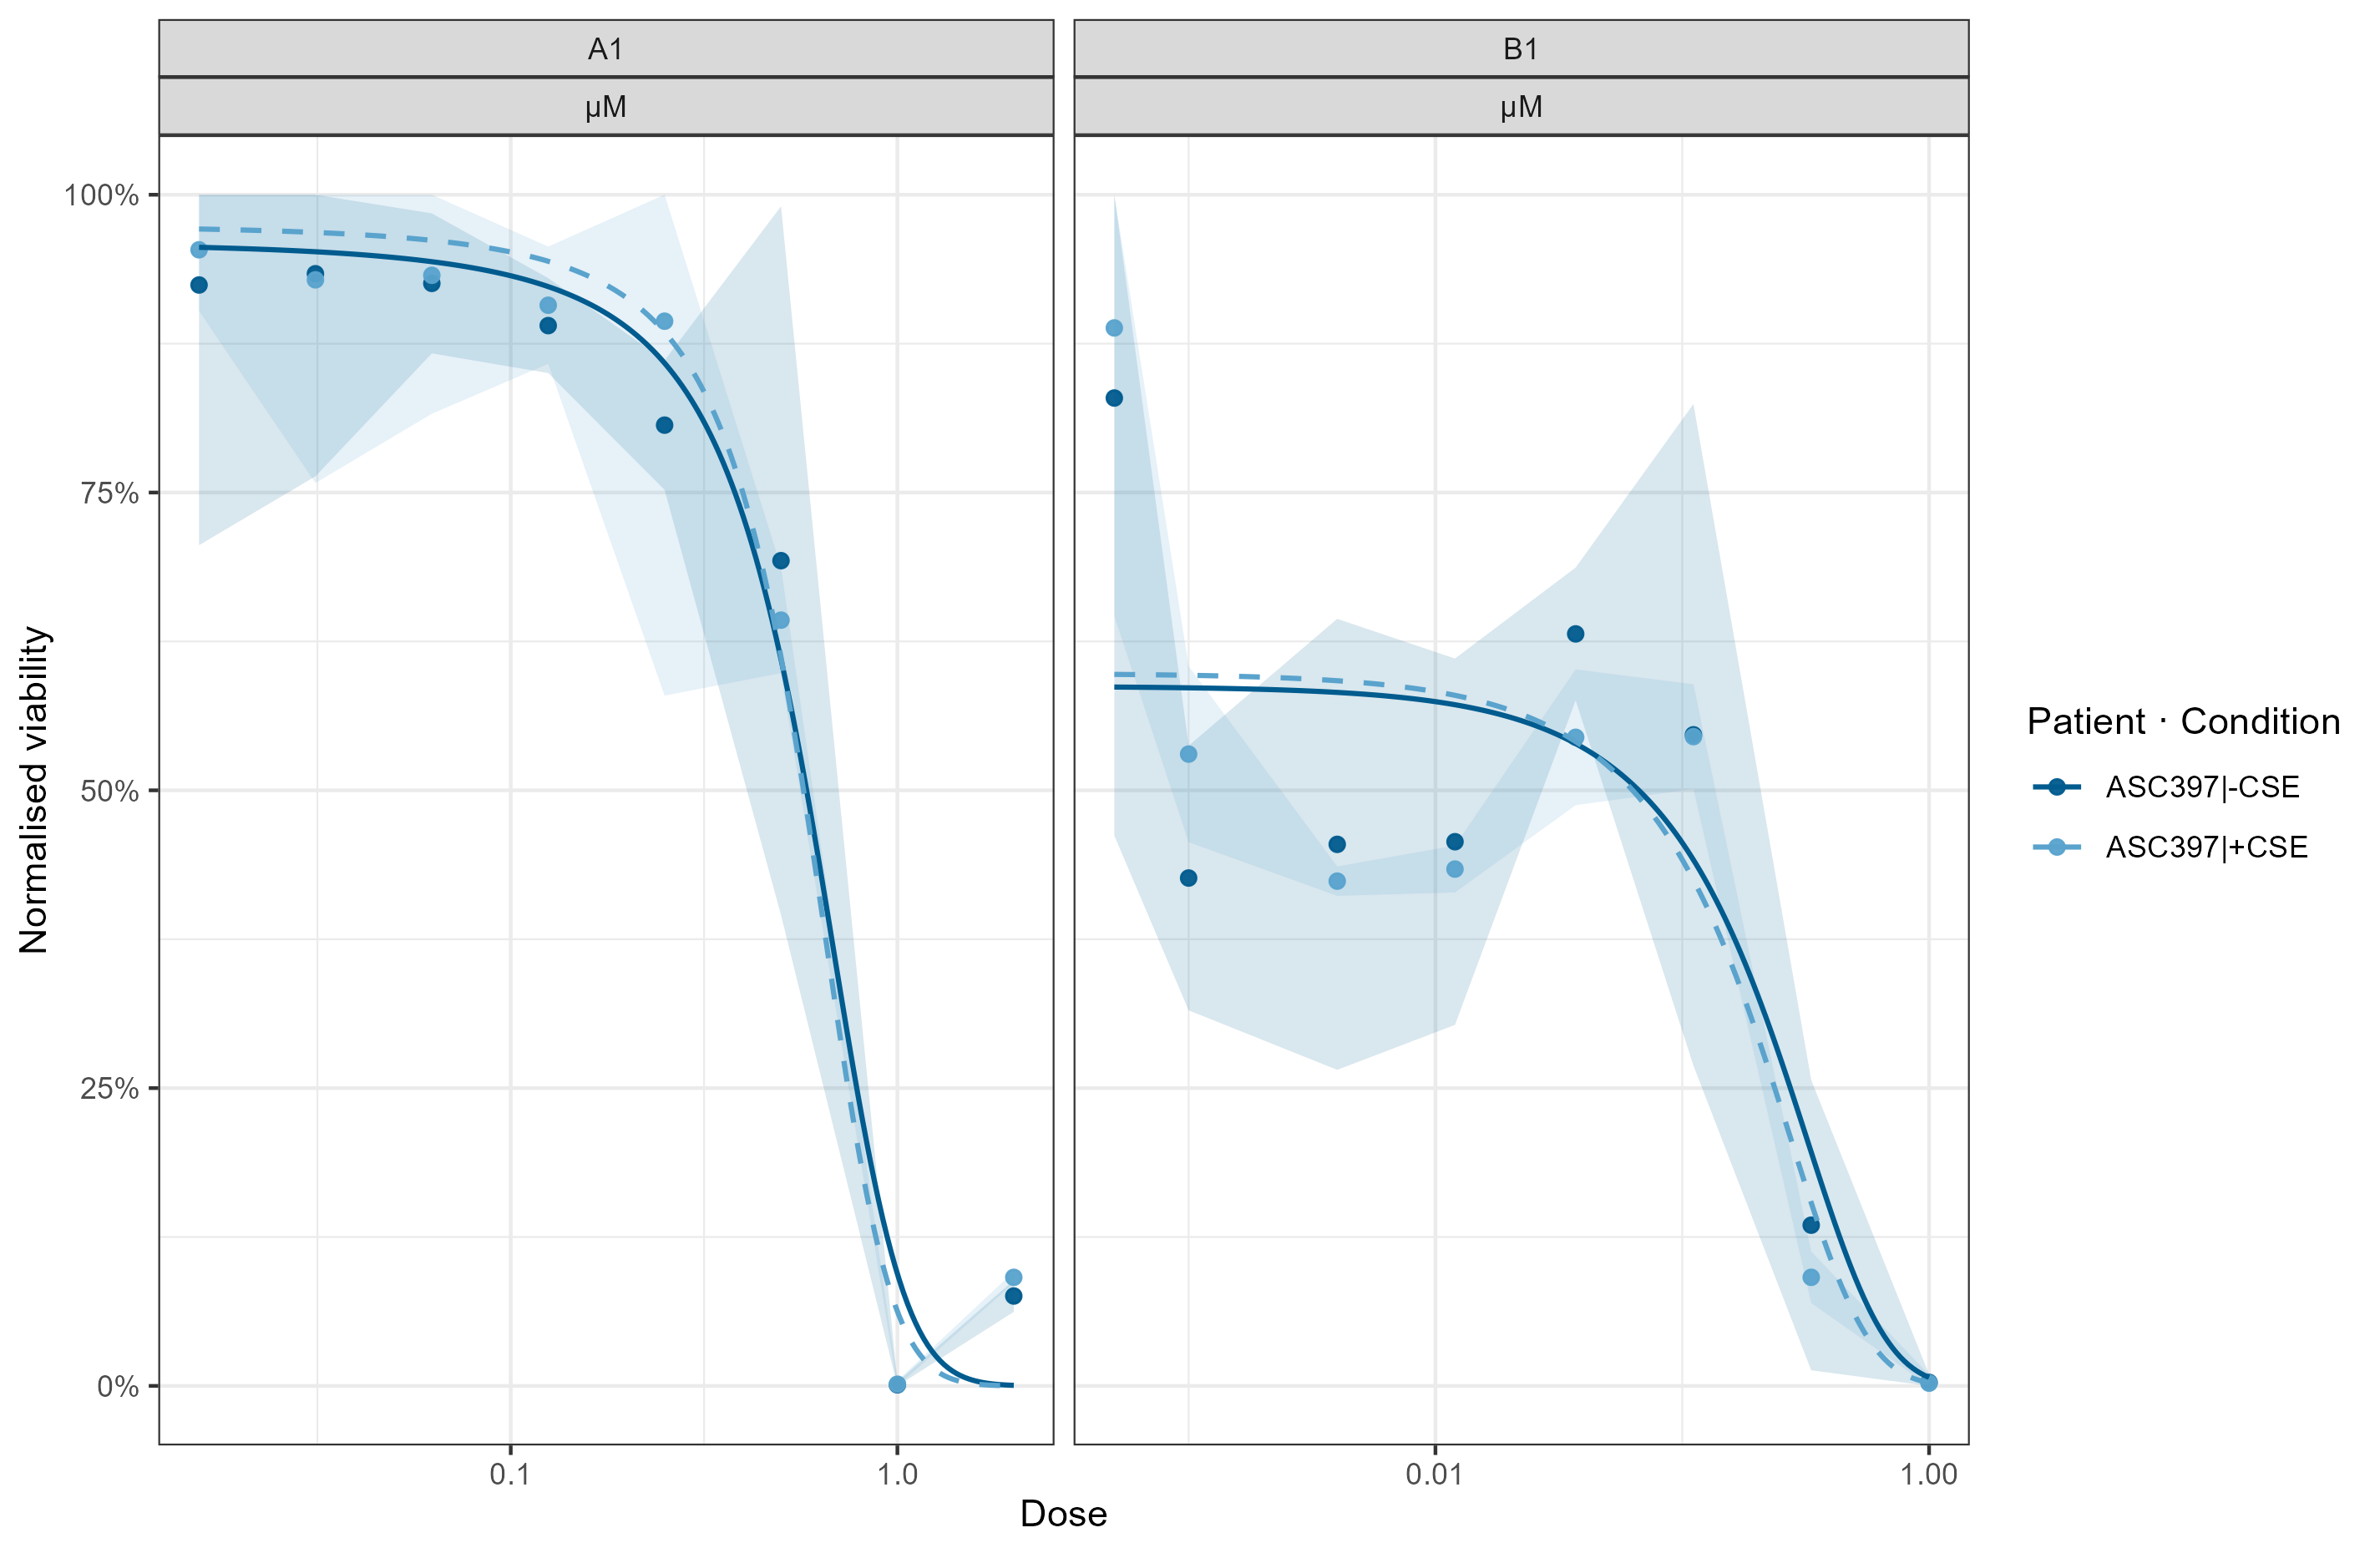 A1
B1
µM
µM
Normalised viability
100%
75%
50%
25%
0%
0.1
1.0
0.01
1.00
Dose
Patient · Condition
ASC397|-CSE
ASC397|+CSE